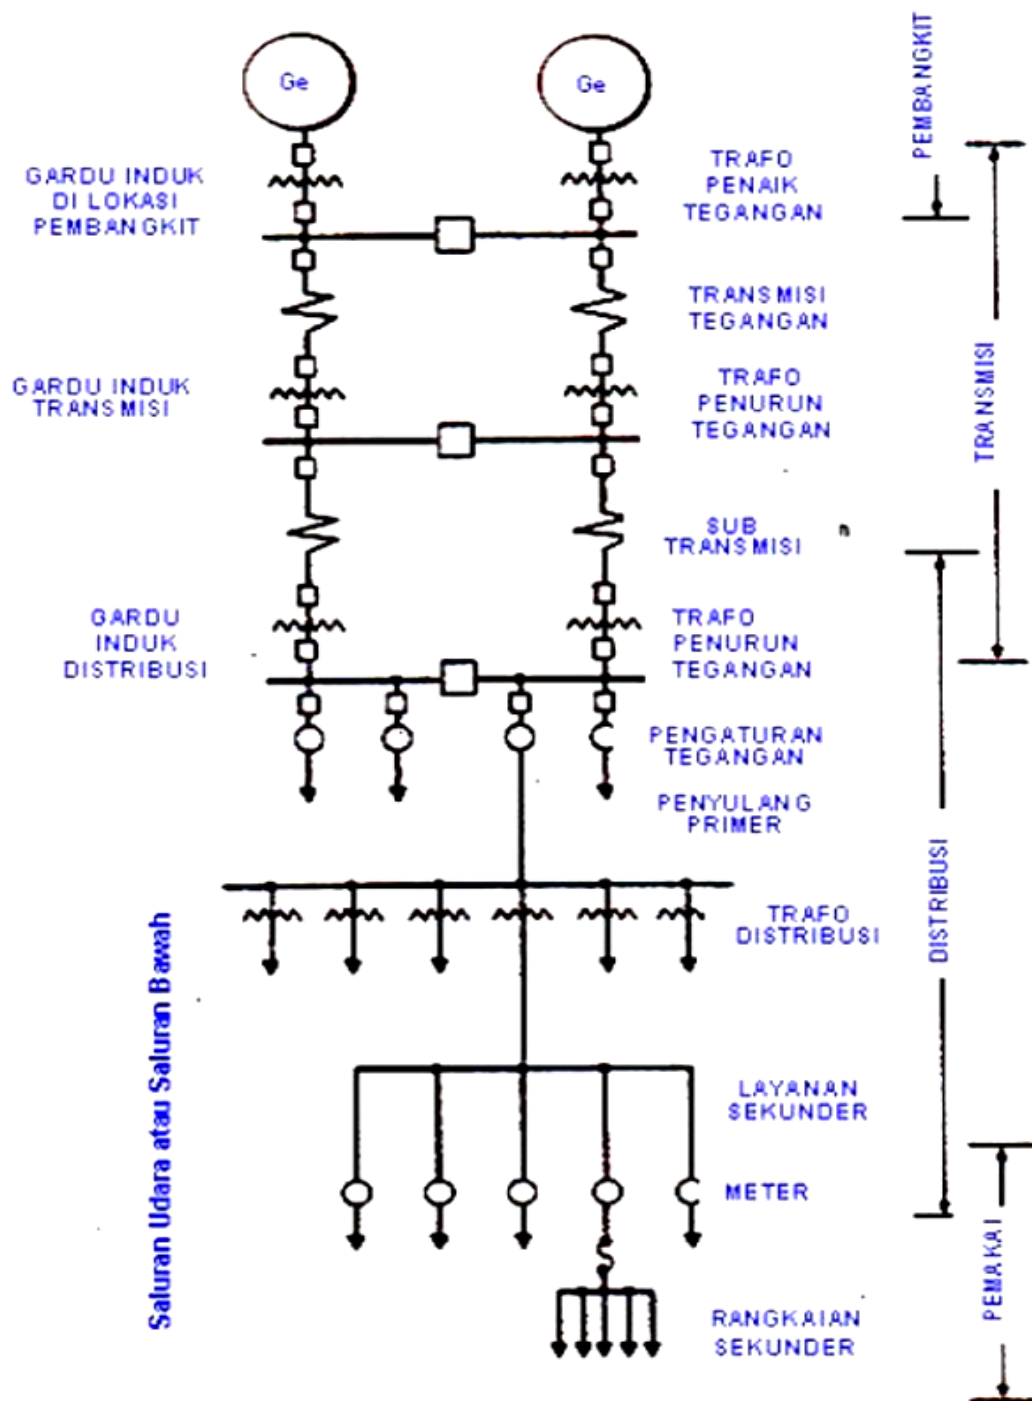 Ge
Ge
PEMBANGKIT
GARDU INDUK
DI LOKASI
PEMBANGKIT
TRAFO
PENAIK
TEGANGAN
TRANSMISI
TEGANGAN
TRANSMISI
GARDU INDUK
TRANSMISI
TRAFO
PENURUN
TEGANGAN
SUB
TRANSMISI
n
GARDU
INDUK
DISTRIBUSI
TRAFO
PENURUN
TEGANGAN
PENGATURAN
TEGANGAN
PENYULANG
PRIMER
DISTRIBUSI
TRAFO
DISTRIBUSI
Saluran Udara atau Saluran Bawah
LAYANAN
SEKUNDER
METER
PEMAKAI
RANGKAIAN
SEKUNDER